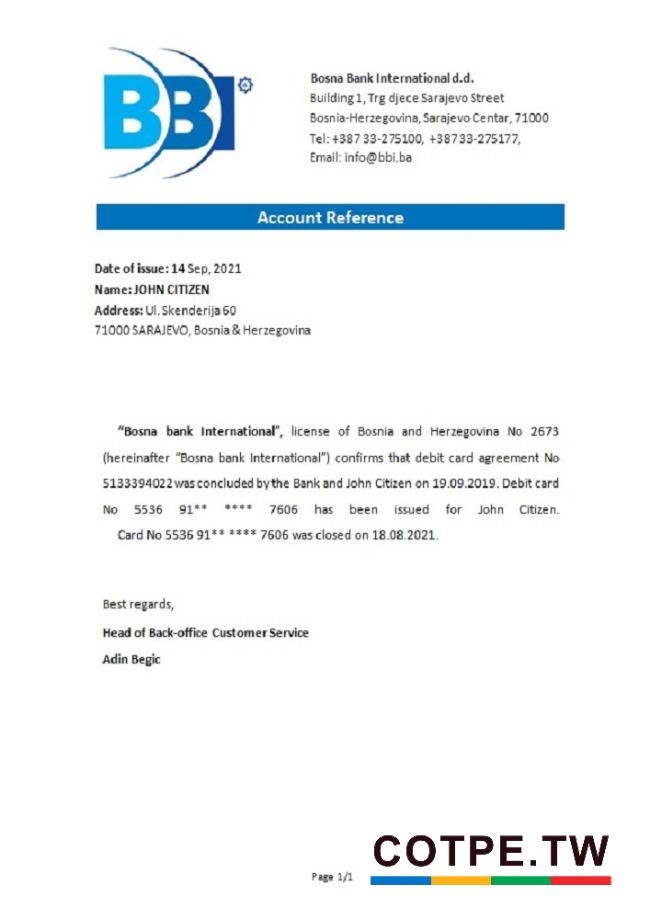 BBI
Bosna Bank International d.d.
Building 1, Trg djece Sarajevo Street
Bosnia-Herzegovina, Sarajevo Centar, 71000
Tel: +387 33-275100, +387 33-275177,
Email: info@bbi.ba
Account Reference
Date of issue: 14 Sep, 2021
Name: JOHN CITIZEN
Address: Ul. Skenderija 60
71000 SARAJEVO, Bosnia & Herzegovina
“Bosna bank International”, license of Bosnia and Herzegovina No 2673
(hereinafter “Bosna bank International”) confirms that debit card agreement No
5133394022 was concluded by the Bank and John Citizen on 19.09.2019. Debit card
No 5536 91** **** 7606 has been issued for John Citizen.
Card No 5536 91** **** 7606 was closed on 18.08.2021.
Best regards,
Head of Back-office Customer Service
Adin Begic
COTPE.TW
Page 1/1